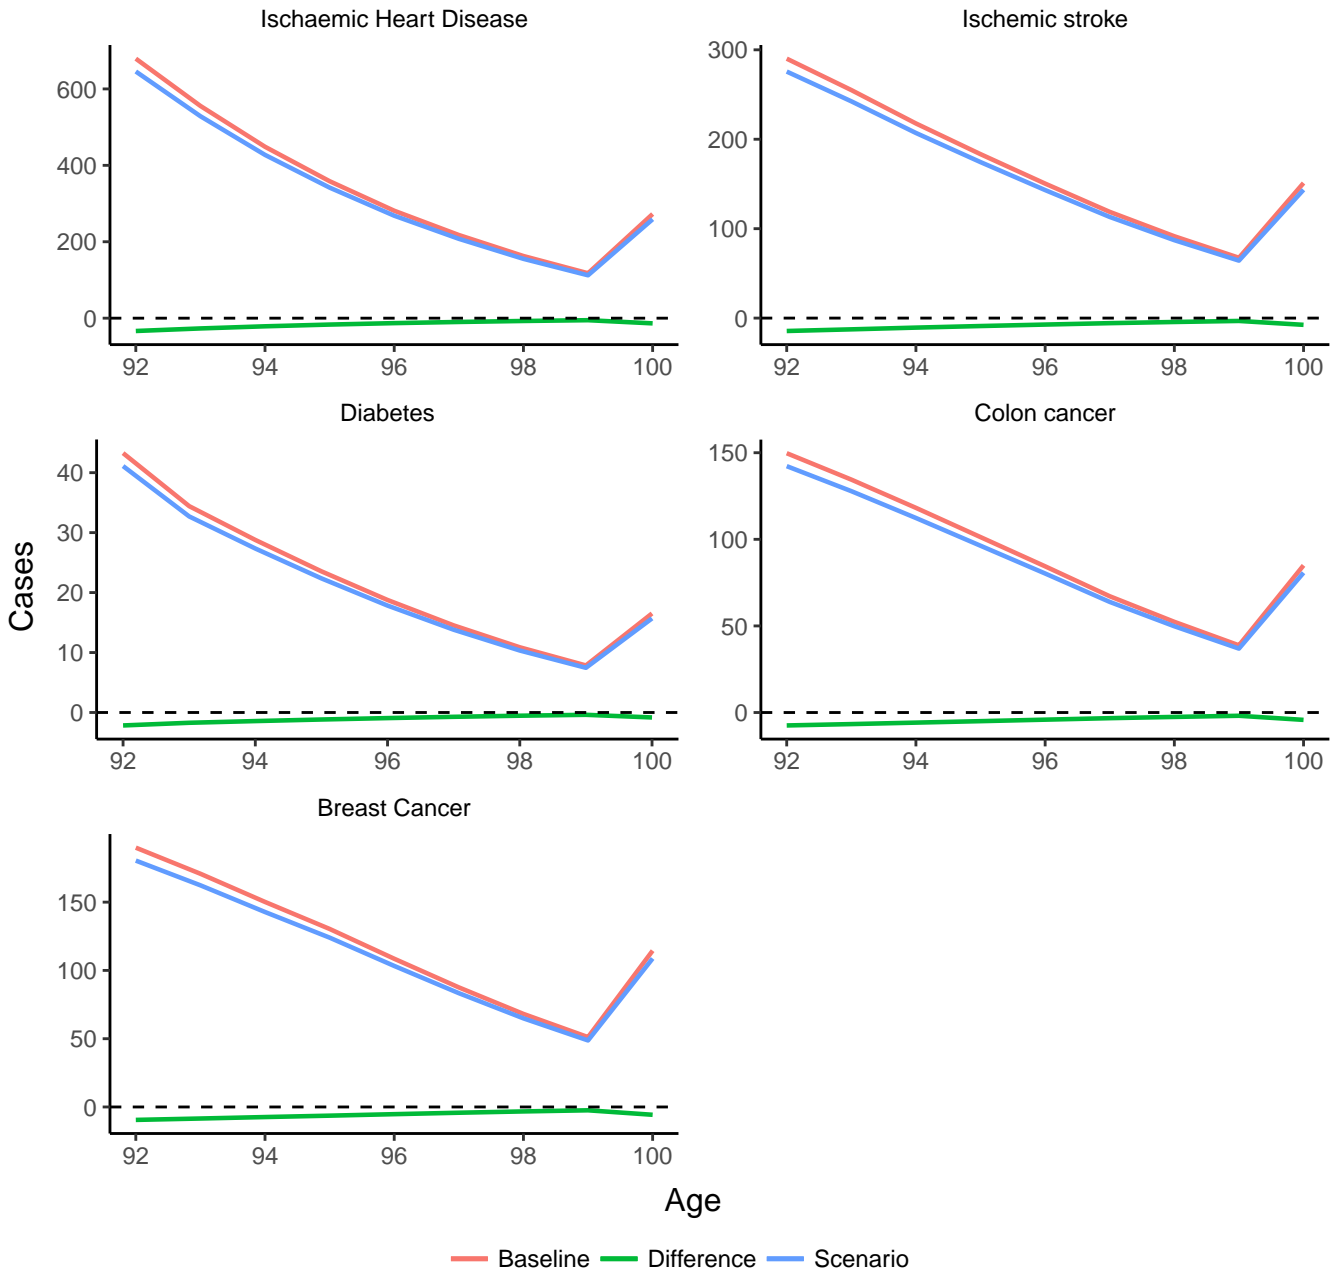 Ischaemic Heart Disease
600
400
200
0
92 94 96 98 100
Ischemic stroke
300
200
100
0
92 94 96 98 100
Diabetes
40
30
20
10
0
92 94 96 98 100
Colon cancer
150
100
50
0
92 94 96 98 100
Breast Cancer
150
100
50
0
92 94 96 98 100
Cases
Age
Baseline Difference Scenario